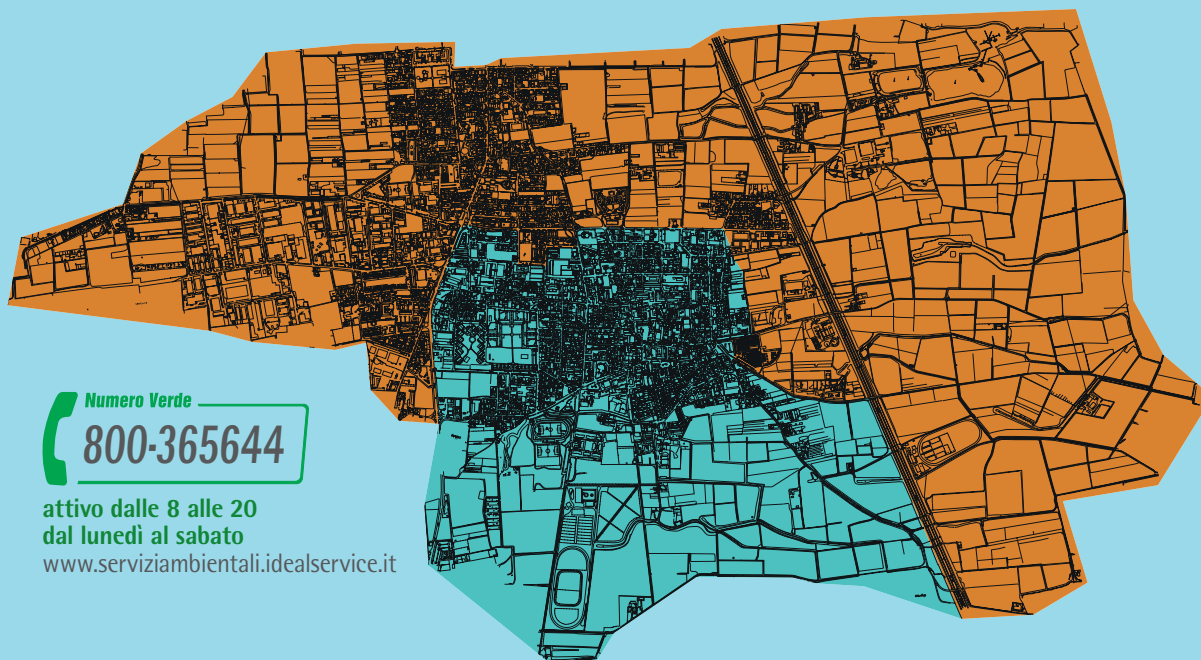 Numero Verde
800-365644
attivo dalle 8 alle 20
dal lunedì al sabato
www.serviziambientali.idealservice.it